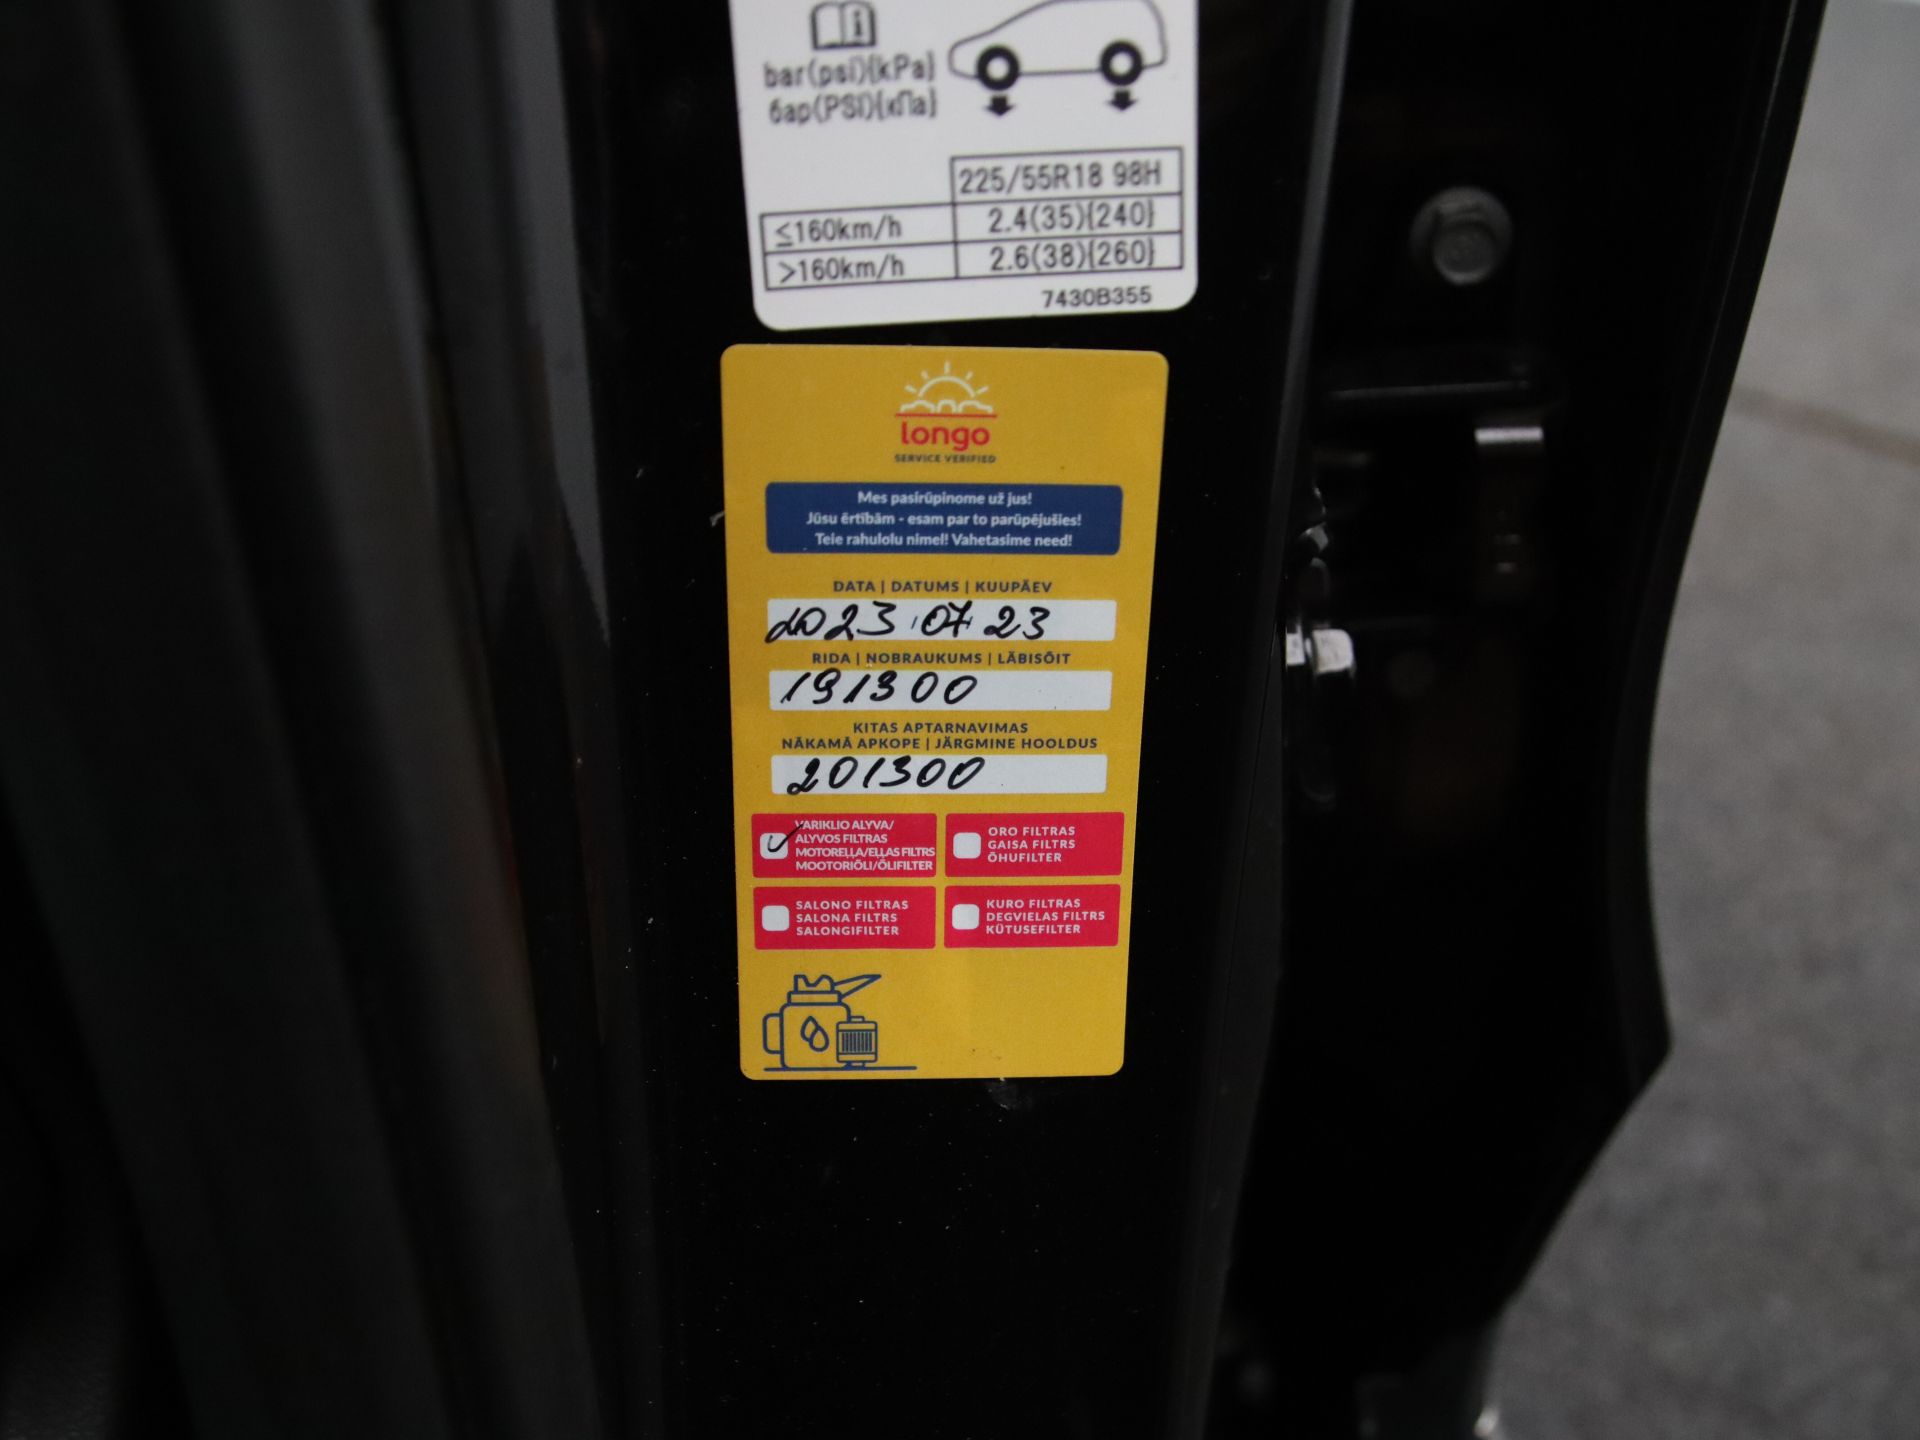 bar(psi){kPa}
бар(PSI){кПа}
225/55R18 98H
≤160km/h 2.4(35){240}
>160km/h 2.6(38){260}
7430B355
longo
SERVICE VERIFIED
Mes pasirūpinome už jus!
Jūsu ērtībām - esam par to parūpējušies!
Teie rahulolu nimel! Vahetasime need!
DATA | DATUMS | KUUPÄEV
2023.07.23
RIDA | NOBRAUKUMS | LÄBISÕIT
191300
KITAS APTARNAVIMAS
NĀKAMĀ APKOPE | JÄRGMINE HOOLDUS
201300
VARIKLIO ALYVA/
ALYVOS FILTRAS
MOTOREĻĻA/EĻĻAS FILTRS
MOOTORIÕLI/ÕLIFILTER
ORO FILTRAS
GAISA FILTRS
ÕHUFILTER
SALONO FILTRAS
SALONA FILTRS
SALONGIFILTER
KURO FILTRAS
DEGVIELAS FILTRS
KÜTUSEFILTER